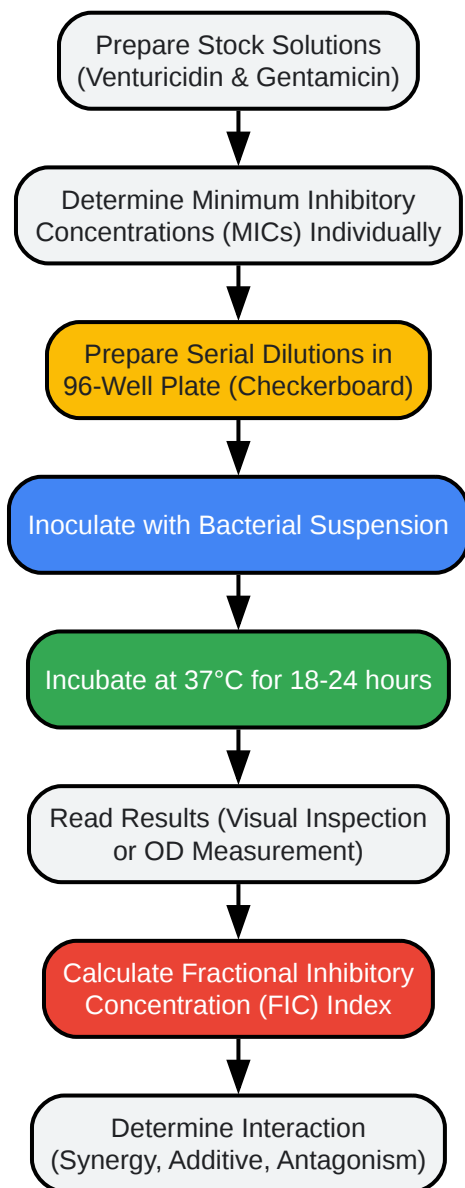 Prepare Stock Solutions
(Venturicidin & Gentamicin)
Determine Minimum Inhibitory
Concentrations (MICs) Individually
Prepare Serial Dilutions in
96-Well Plate (Checkerboard)
Inoculate with Bacterial Suspension
Incubate at 37°C for 18-24 hours
Read Results (Visual Inspection
or OD Measurement)
Calculate Fractional Inhibitory
Concentration (FIC) Index
Determine Interaction
(Synergy, Additive, Antagonism)